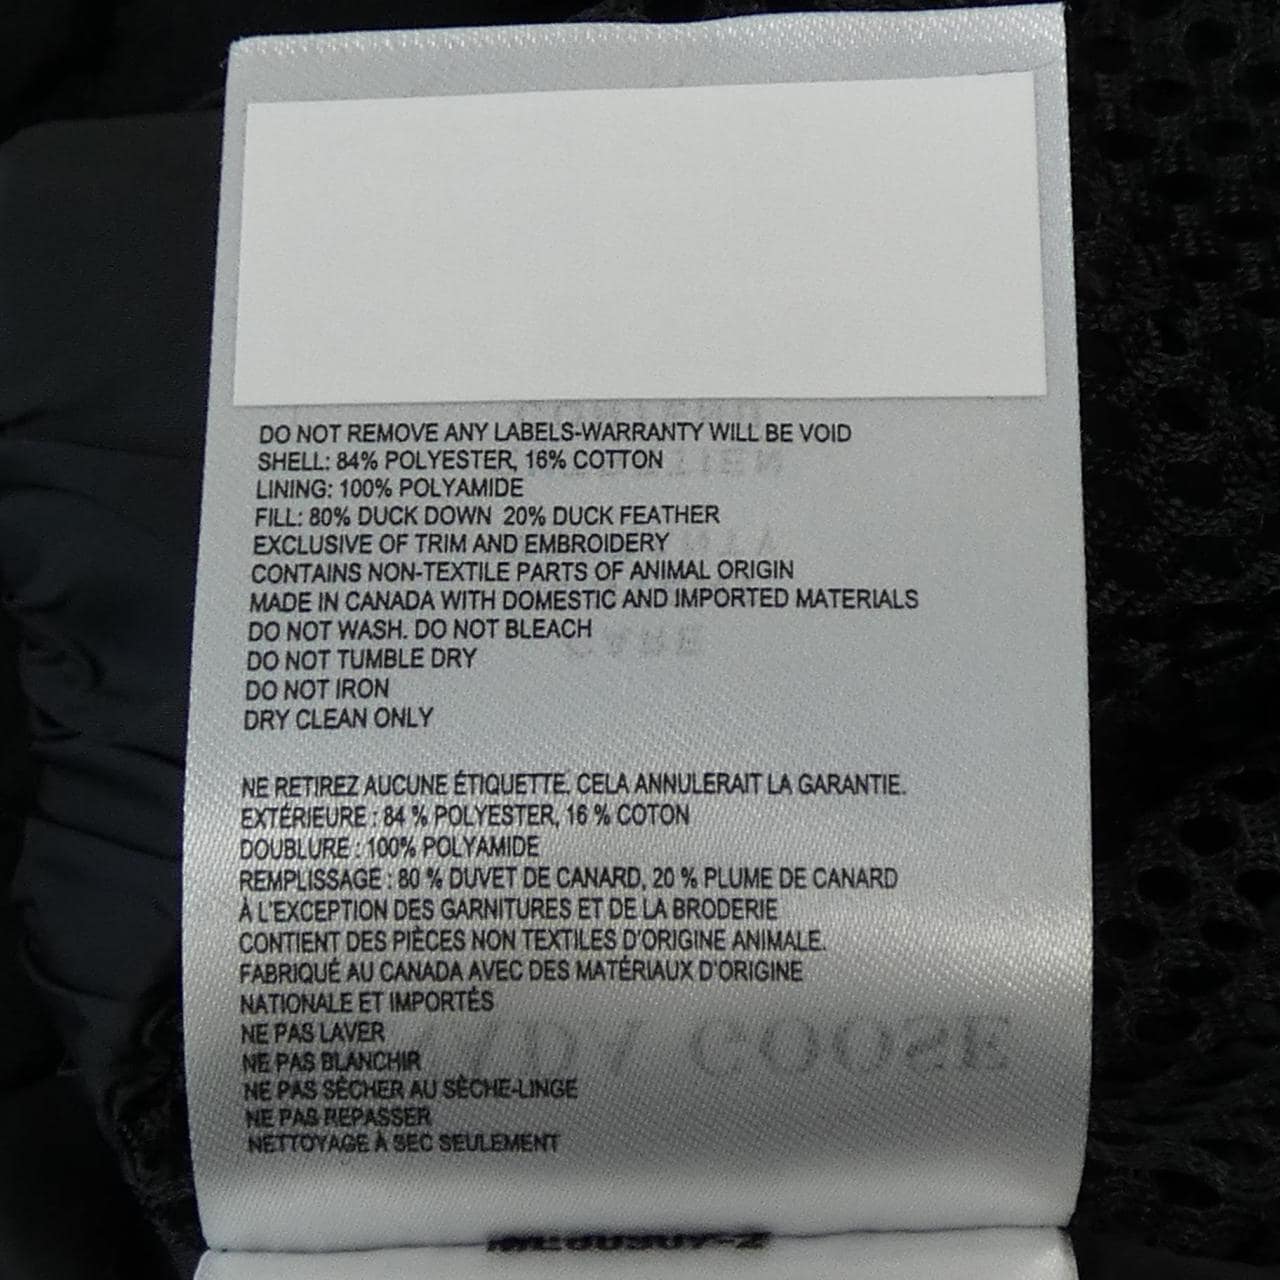 DO NOT REMOVE ANY LABELS-WARRANTY WILL BE VOID
SHELL: 84% POLYESTER, 16% COTTON
LINING: 100% POLYAMIDE
FILL: 80% DUCK DOWN 20% DUCK FEATHER
EXCLUSIVE OF TRIM AND EMBROIDERY
CONTAINS NON-TEXTILE PARTS OF ANIMAL ORIGIN
MADE IN CANADA WITH DOMESTIC AND IMPORTED MATERIALS
DO NOT WASH. DO NOT BLEACH
DO NOT TUMBLE DRY
DO NOT IRON
DRY CLEAN ONLY
NE RETIREZ AUCUNE ÉTIQUETTE. CELA ANNULERAIT LA GARANTIE.
EXTÉRIEURE : 84 % POLYESTER, 16 % COTON
DOUBLURE : 100% POLYAMIDE
REMPLISSAGE : 80 % DUVET DE CANARD, 20 % PLUME DE CANARD
À L'EXCEPTION DES GARNITURES ET DE LA BRODERIE
CONTIENT DES PIÈCES NON TEXTILES D'ORIGINE ANIMALE.
FABRIQUÉ AU CANADA AVEC DES MATÉRIAUX D'ORIGINE
NATIONALE ET IMPORTÉS
NE PAS LAVER
NE PAS BLANCHIR
NE PAS SÉCHER AU SÈCHE-LINGE
NE PAS REPASSER
NETTOYAGE À SEC SEULEMENT